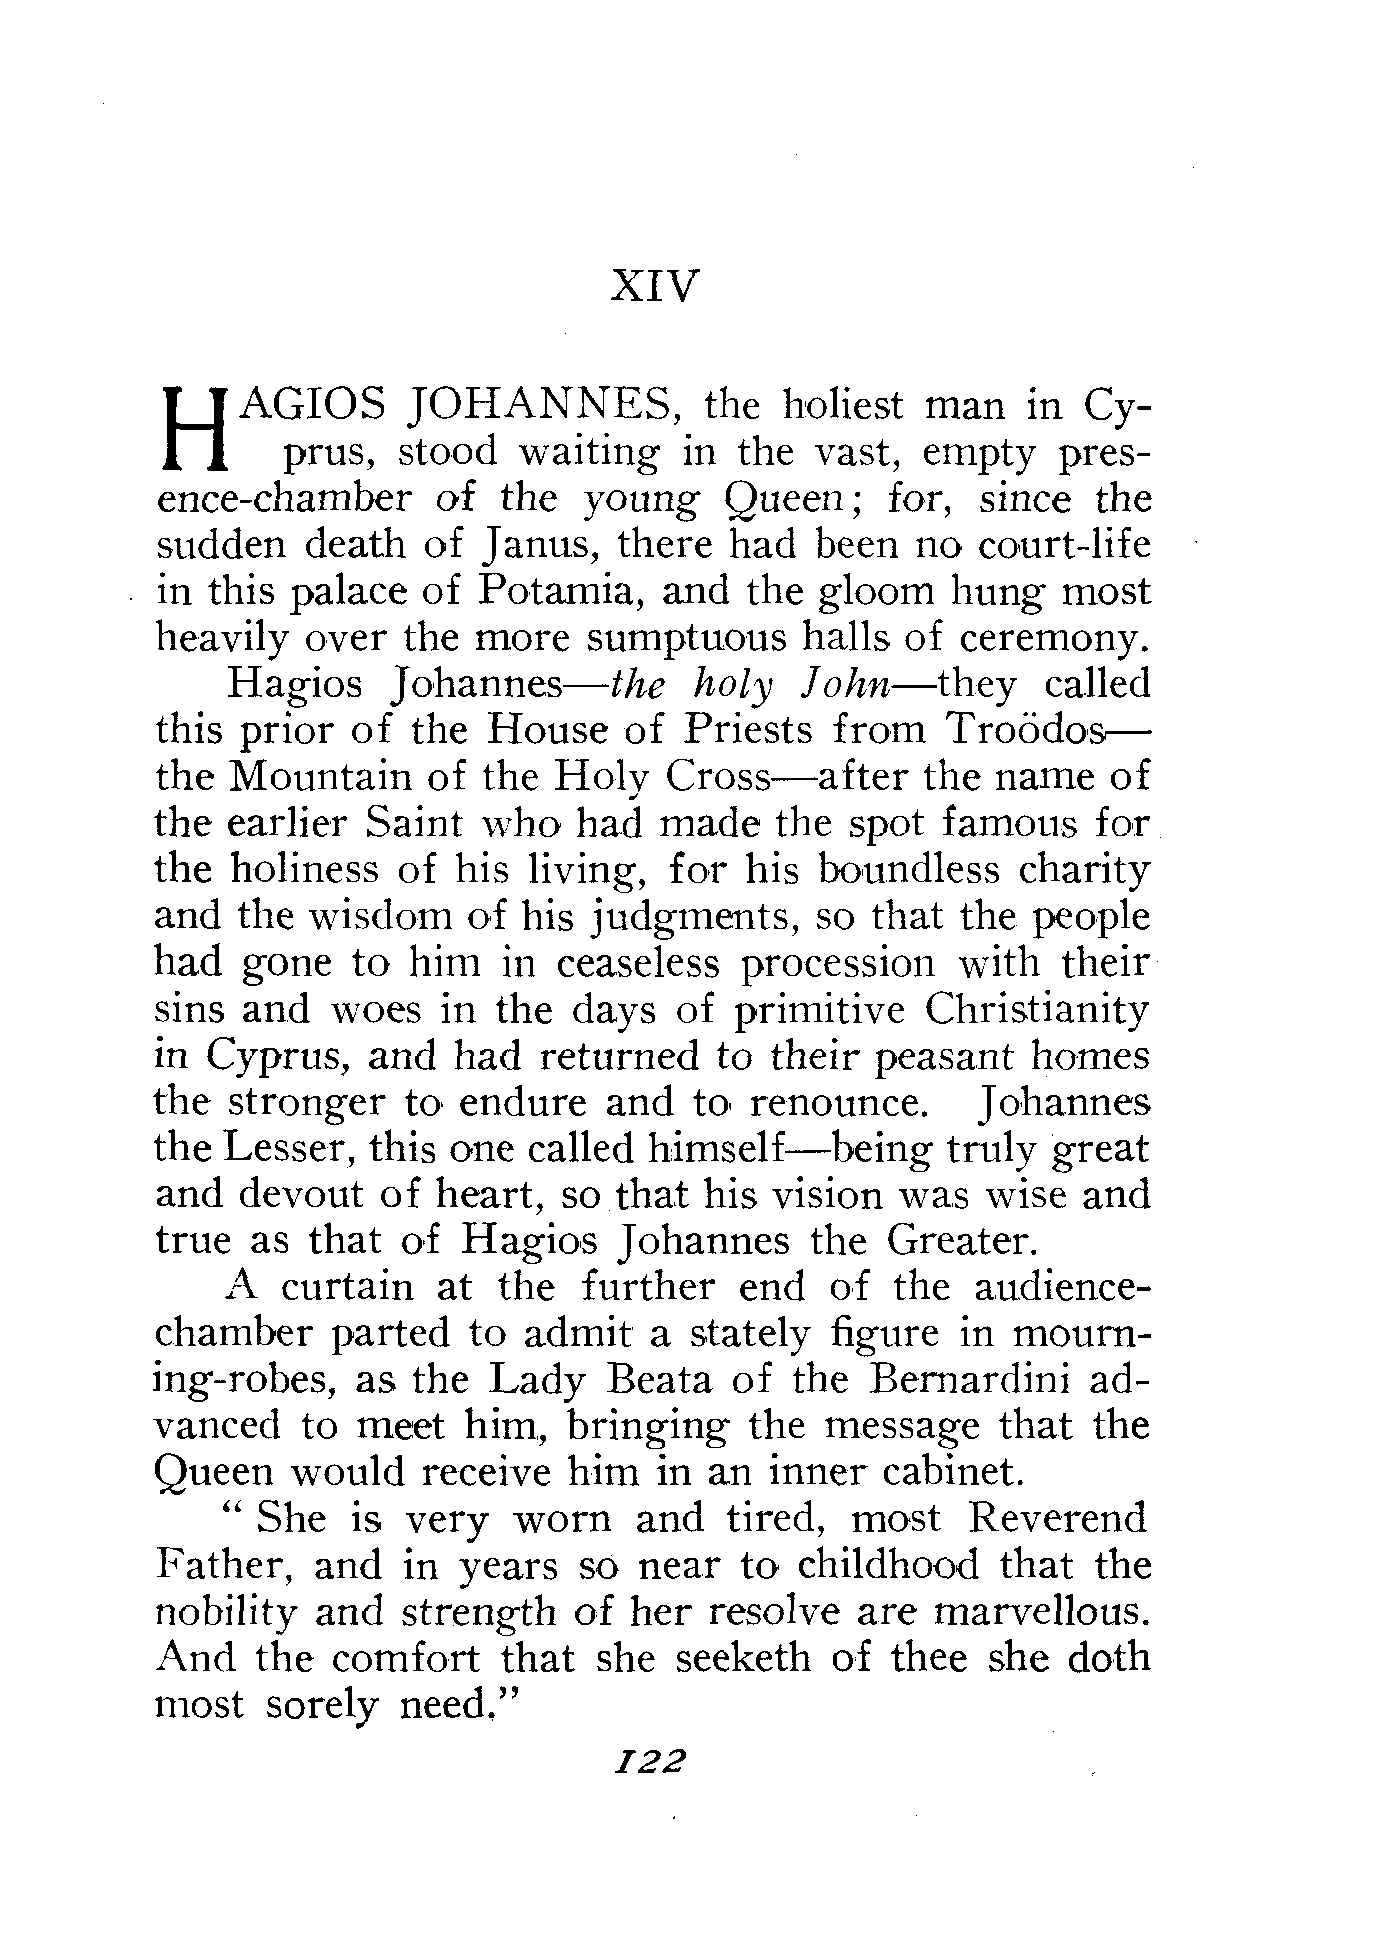 XIV
HAGIOS JOHANNES, the holiest man in Cy-
prus, stood waiting in the vast, empty pres-
ence-chamber of the young Queen; for, since the
sudden death of Janus, there had been no court-life
in this palace of Potamia, and the gloom hung most
heavily over the more sumptuous halls of ceremony.
Hagios Johannes—the holy John—they called
this prior of the House of Priests from Troödos—
the Mountain of the Holy Cross—after the name of
the earlier Saint who had made the spot famous for
the holiness of his living, for his boundless charity
and the wisdom of his judgments, so that the people
had gone to him in ceaseless procession with their
sins and woes in the days of primitive Christianity
in Cyprus, and had returned to their peasant homes
the stronger to endure and to renounce. Johannes
the Lesser, this one called himself—being truly great
and devout of heart, so that his vision was wise and
true as that of Hagios Johannes the Greater.
A curtain at the further end of the audience-
chamber parted to admit a stately figure in mourn-
ing-robes, as the Lady Beata of the Bernardini ad-
vanced to meet him, bringing the message that the
Queen would receive him in an inner cabinet.
" She is very worn and tired, most Reverend
Father, and in years so near to childhood that the
nobility and strength of her resolve are marvellous.
And the comfort that she seeketh of thee she doth
most sorely need."
122